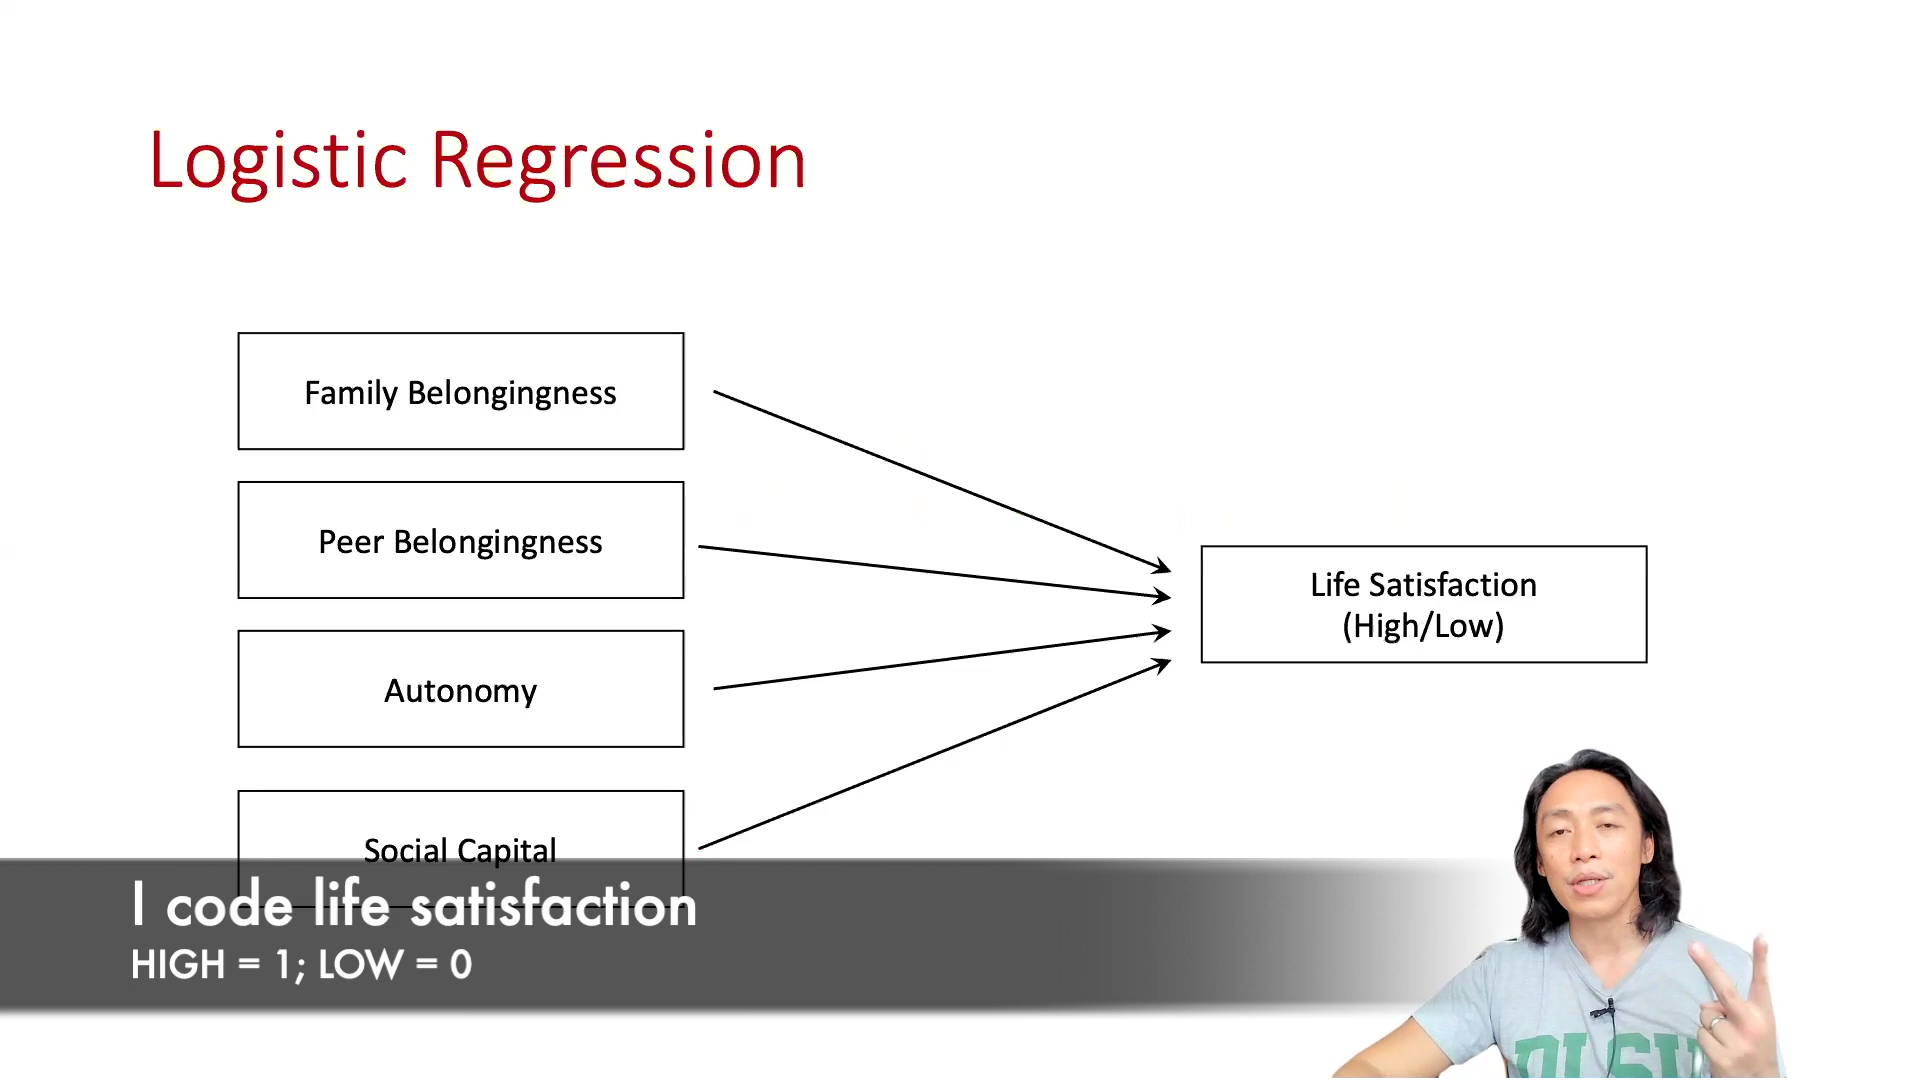 Logistic Regression
Family Belongingness
Peer Belongingness
Autonomy
Social Capital
Life Satisfaction
(High/Low)
I code life satisfaction
HIGH = 1; LOW = 0
DLSU